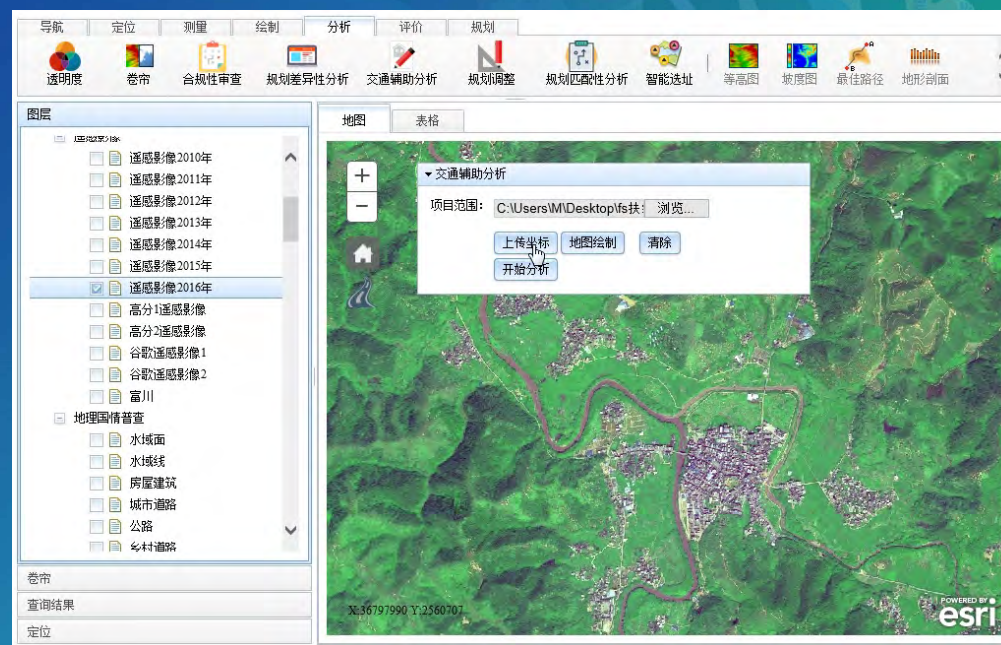 导航 定位 测量 绘制 分析 评价 规划
透明度 卷帘 合规性审查 规划差异性分析 交通辅助分析 规划调整 规划匹配性分析 智能选址 等高图 坡度图 最佳路径 地形剖面
图层
地图 表格
遥感影像
遥感影像2010年
遥感影像2011年
遥感影像2012年
遥感影像2013年
遥感影像2014年
遥感影像2015年
遥感影像2016年
高分1遥感影像
高分2遥感影像
谷歌遥感影像1
谷歌遥感影像2
富川
地理国情普查
水域面
水域线
房屋建筑
城市道路
公路
乡村道路
卷帘
查询结果
定位
交通辅助分析
项目范围: C:\Users\M\Desktop\fs扶 浏览...
上传坐标 地图绘制 清除
开始分析
X:36797990 Y:2560707
POWERED BY
esri